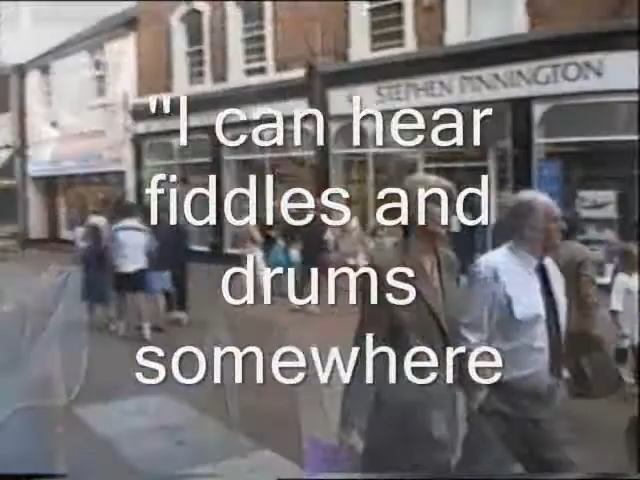 STEPHEN PINNINGTON
"I can hear
fiddles and
drums
somewhere